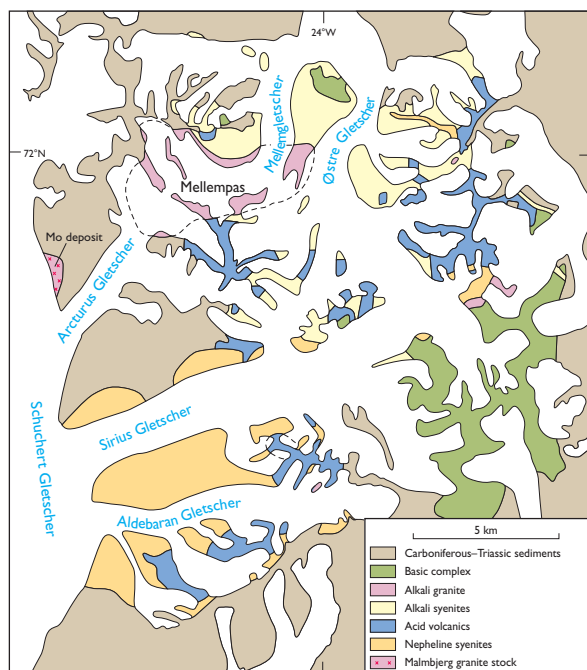 24°W
72°N
Mellemgletscher
Østre Gletscher
Mellempas
Mo deposit
Arcturus Gletscher
Schuchert Gletscher
Sirius Gletscher
Aldebaran Gletscher
5 km
Carboniferous–Triassic sediments
Basic complex
Alkali granite
Alkali syenites
Acid volcanics
Nepheline syenites
Malmbjerg granite stock